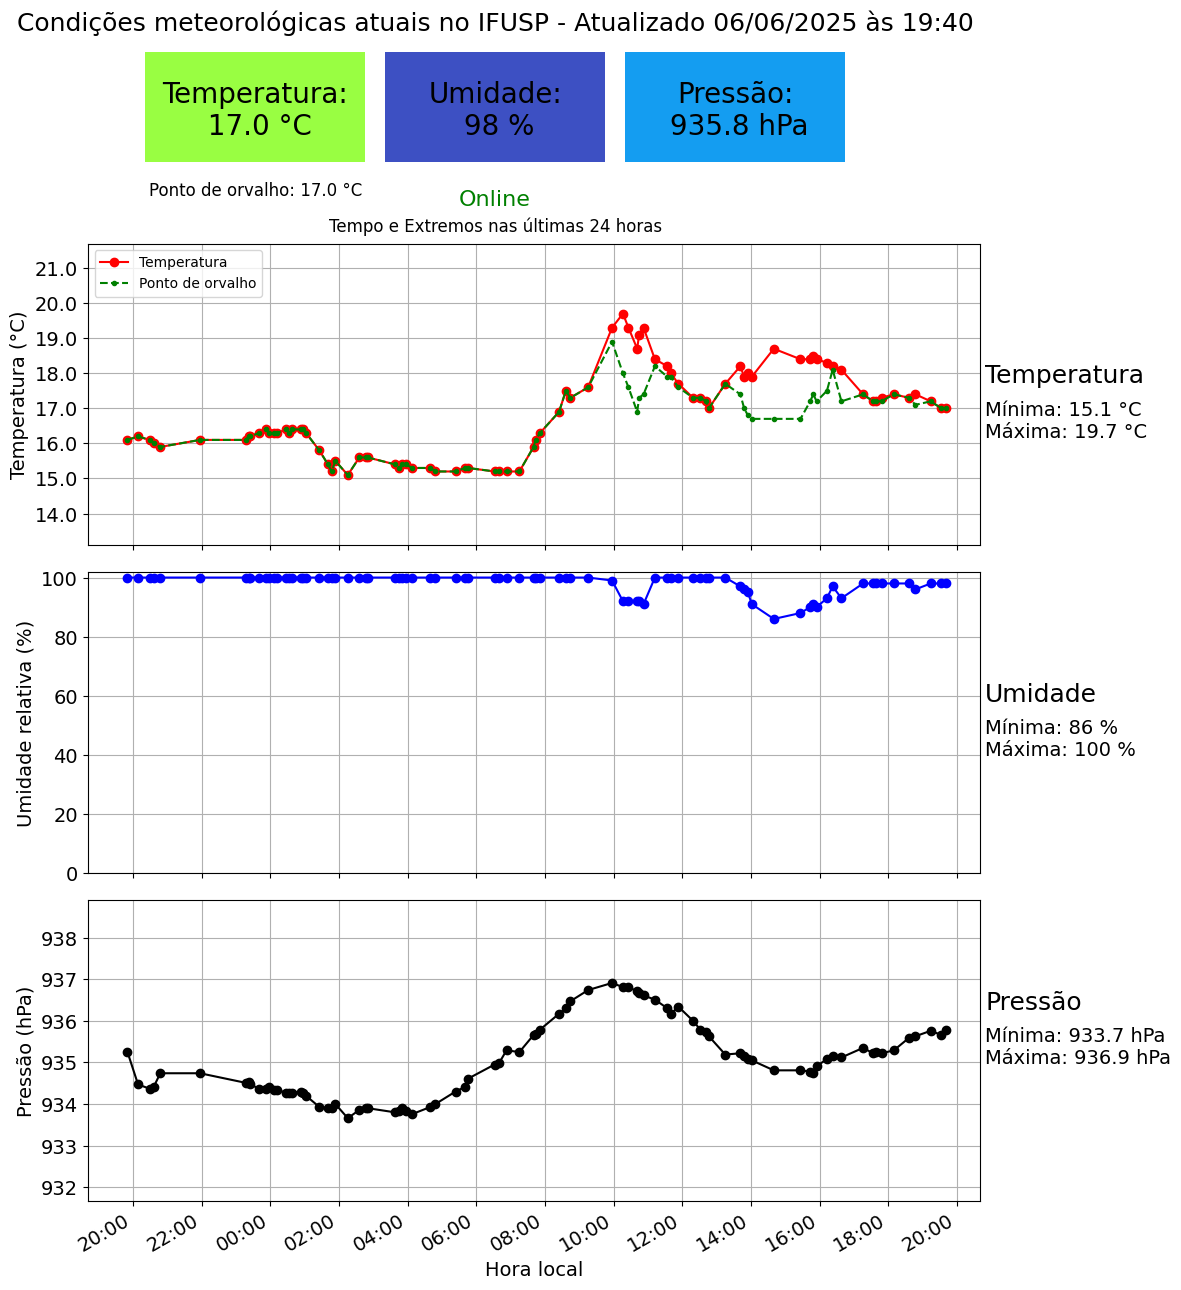 Condições meteorológicas atuais no IFUSP - Atualizado 06/06/2025 às 19:40
Temperatura:
17.0 °C
Umidade:
98 %
Pressão:
935.8 hPa
Ponto de orvalho: 17.0 °C
Online
Tempo e Extremos nas últimas 24 horas
Temperatura
Ponto de orvalho
Temperatura (°C)
21.0
20.0
19.0
18.0
17.0
16.0
15.0
14.0
Temperatura
Mínima: 15.1 °C
Máxima: 19.7 °C
Umidade relativa (%)
100
80
60
40
20
0
Umidade
Mínima: 86 %
Máxima: 100 %
Pressão (hPa)
938
937
936
935
934
933
932
Pressão
Mínima: 933.7 hPa
Máxima: 936.9 hPa
20:00 22:00 00:00 02:00 04:00 06:00 08:00 10:00 12:00 14:00 16:00 18:00 20:00
Hora local